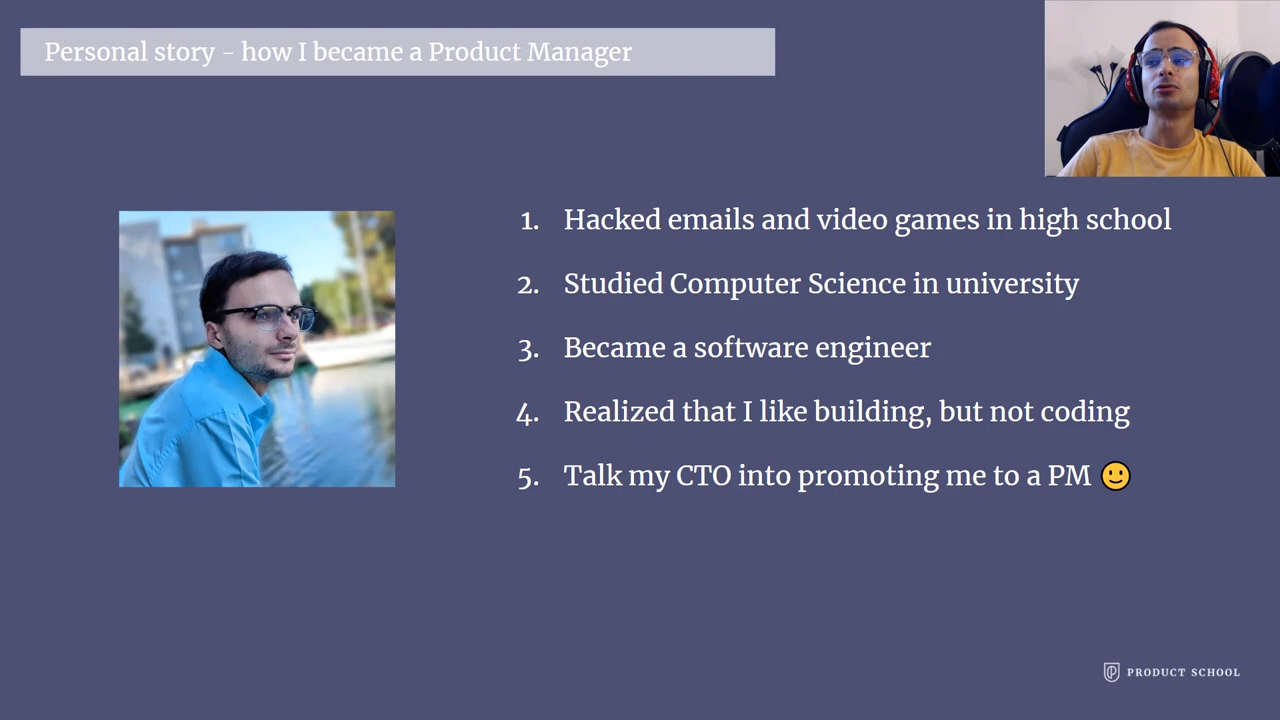 Personal story - how I became a Product Manager
1. Hacked emails and video games in high school
2. Studied Computer Science in university
3. Became a software engineer
4. Realized that I like building, but not coding
5. Talk my CTO into promoting me to a PM 🙂
PRODUCT SCHOOL